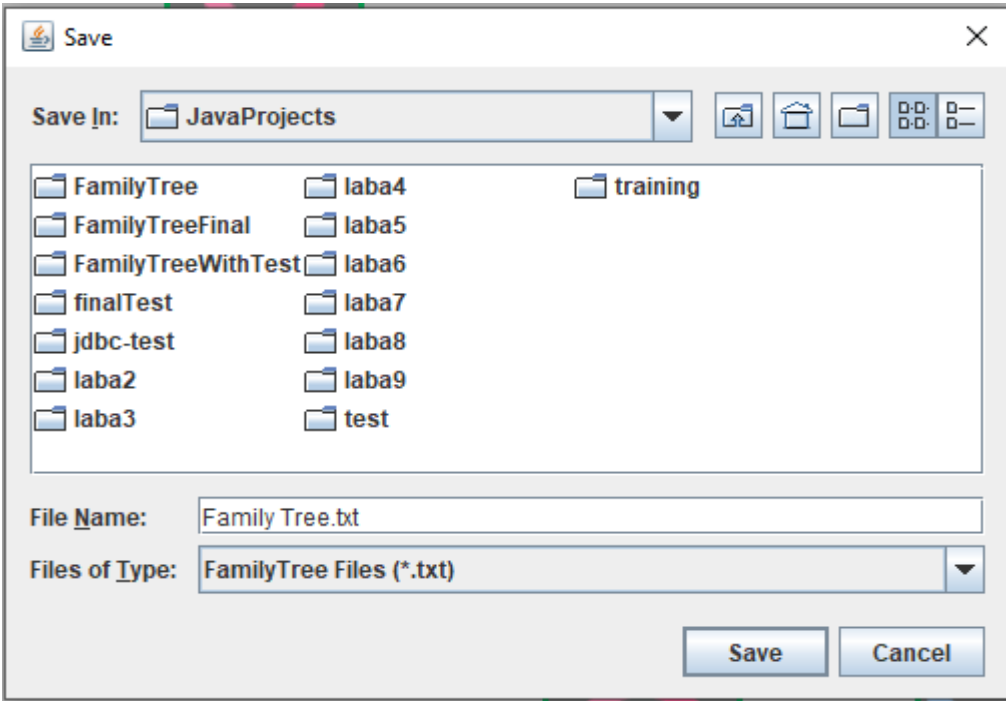 Save
Save In: JavaProjects
FamilyTree laba4 training
FamilyTreeFinal laba5
FamilyTreeWithTest laba6
finalTest laba7
jdbc-test laba8
laba2 laba9
laba3 test
File Name: Family Tree.txt
Files of Type: FamilyTree Files (*.txt)
Save Cancel